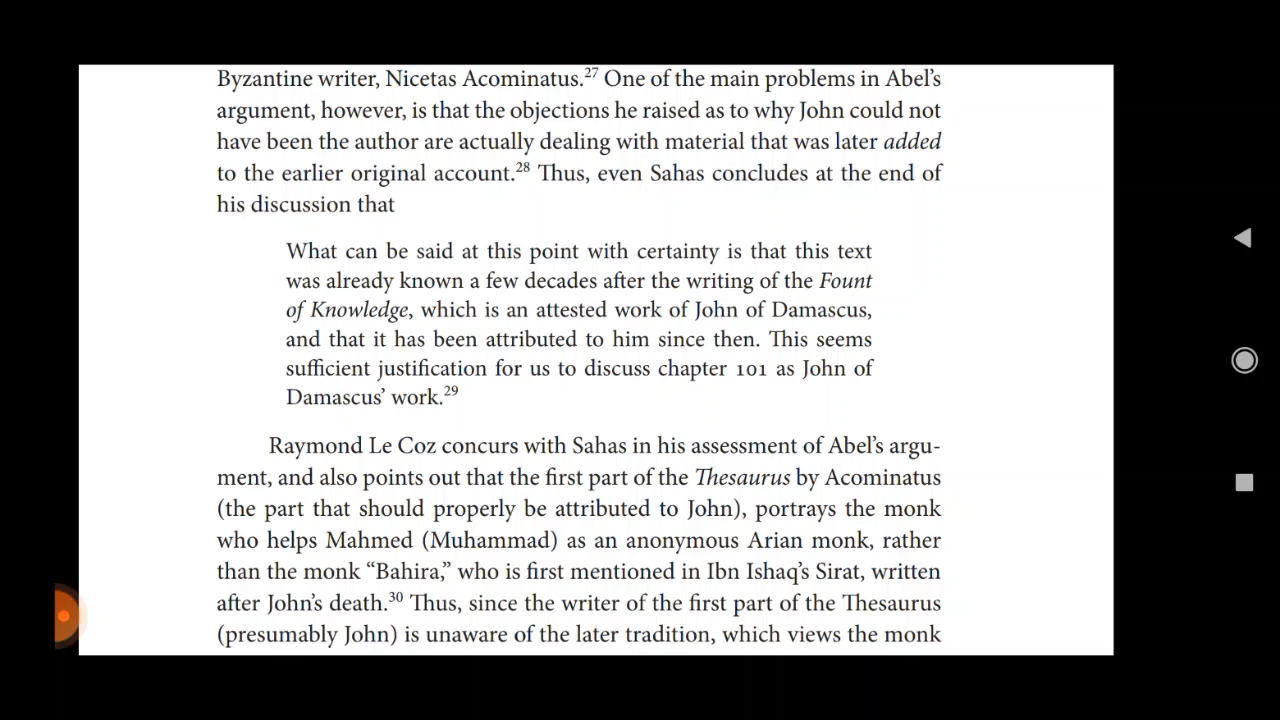 Byzantine writer, Nicetas Acominatus.27 One of the main problems in Abel's
argument, however, is that the objections he raised as to why John could not
have been the author are actually dealing with material that was later added
to the earlier original account.28 Thus, even Sahas concludes at the end of
his discussion that
What can be said at this point with certainty is that this text
was already known a few decades after the writing of the Fount
of Knowledge, which is an attested work of John of Damascus,
and that it has been attributed to him since then. This seems
sufficient justification for us to discuss chapter 101 as John of
Damascus' work.29
Raymond Le Coz concurs with Sahas in his assessment of Abel's argu-
ment, and also points out that the first part of the Thesaurus by Acominatus
(the part that should properly be attributed to John), portrays the monk
who helps Mahmed (Muhammad) as an anonymous Arian monk, rather
than the monk “Bahira,” who is first mentioned in Ibn Ishaq's Sirat, written
after John's death.30 Thus, since the writer of the first part of the Thesaurus
(presumably John) is unaware of the later tradition, which views the monk